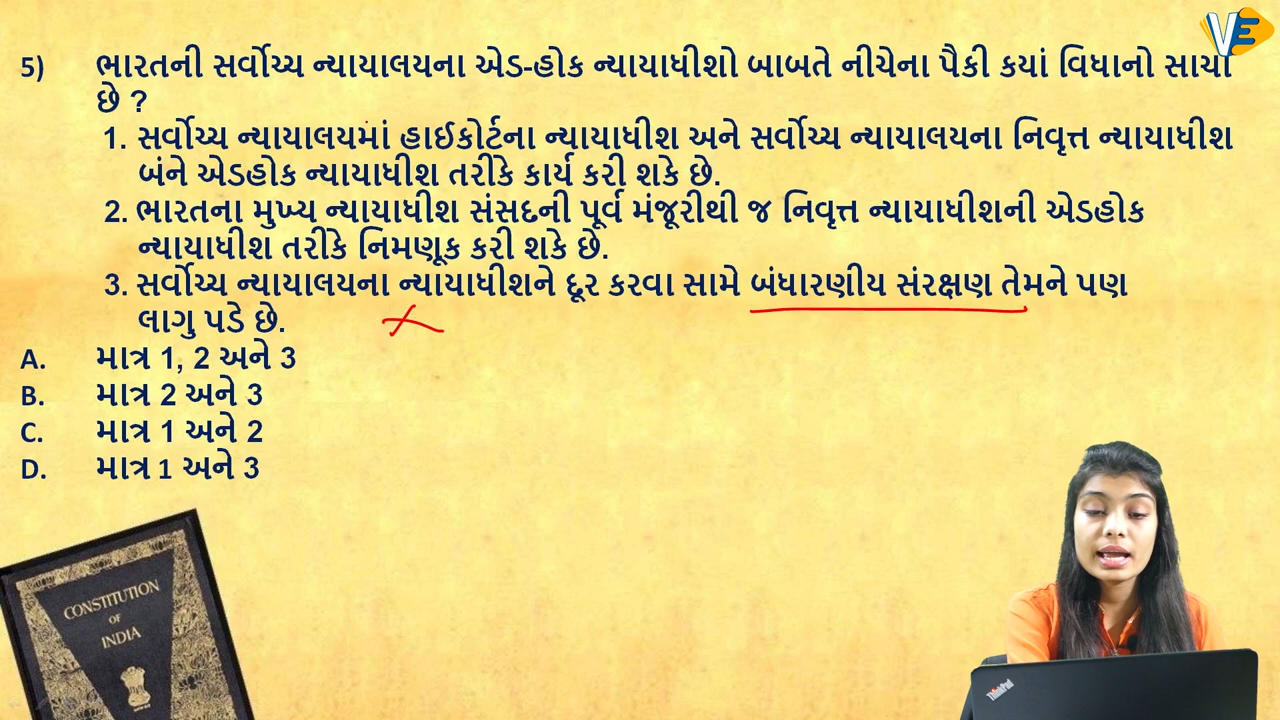 VE
5) ભારતની સર્વોચ્ચ ન્યાયાલયના એડ-હોક ન્યાયાધીશો બાબતે નીચેના પૈકી કયાં વિધાનો સાચા
છે ?
1. સર્વોચ્ચ ન્યાયાલયમાં હાઈકોર્ટના ન્યાયાધીશ અને સર્વોચ્ચ ન્યાયાલયના નિવૃત્ત ન્યાયાધીશ
બંને એડહોક ન્યાયાધીશ તરીકે કાર્ય કરી શકે છે.
2. ભારતના મુખ્ય ન્યાયાધીશ સંસદની પૂર્વ મંજૂરીથી જ નિવૃત્ત ન્યાયાધીશની એડહોક
ન્યાયાધીશ તરીકે નિમણૂક કરી શકે છે.
3. સર્વોચ્ચ ન્યાયાલયના ન્યાયાધીશને દૂર કરવા સામે બંધારણીય સંરક્ષણ તેમને પણ
લાગુ પડે છે.
A. માત્ર 1, 2 અને 3
B. માત્ર 2 અને 3
C. માત્ર 1 અને 2
D. માત્ર 1 અને 3
CONSTITUTION
OF
INDIA
ThinkPad